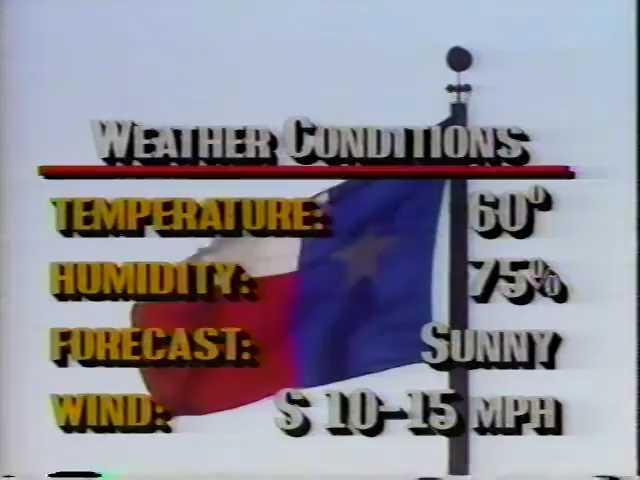 WEATHER CONDITIONS
TEMPERATURE: 60°
HUMIDITY: 75%
FORECAST: SUNNY
WIND: S 10-15 MPH